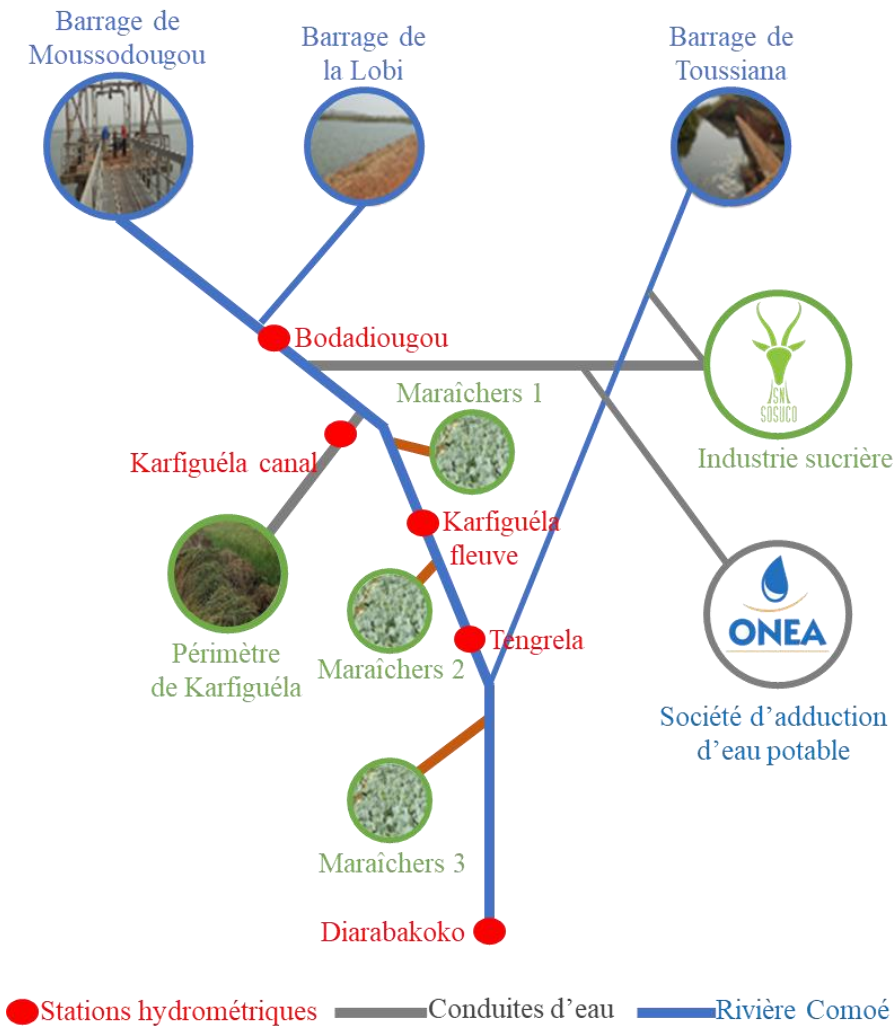 Barrage de
Moussodougou
Barrage de
la Lobi
Barrage de
Toussiana
Bodadiougou
Maraîchers 1
SN
SOSUCO
Industrie sucrière
Karfiguéla canal
Karfiguéla
fleuve
Périmètre
de Karfiguéla
Maraîchers 2
Tengrela
ONEA
Société d’adduction
d’eau potable
Maraîchers 3
Diarabakoko
Stations hydrométriques
Conduites d’eau
Rivière Comoé